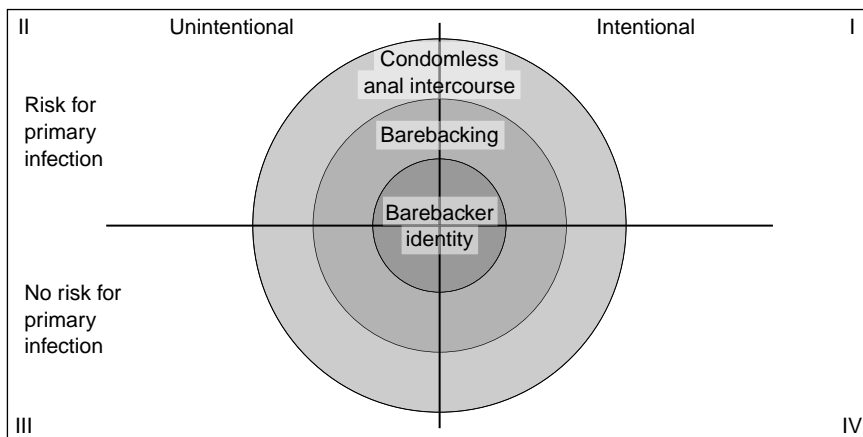 II
Unintentional
Intentional
I
Condomless
anal intercourse
Risk for
primary
infection
Barebacking
Barebacker
identity
No risk for
primary
infection
III
IV